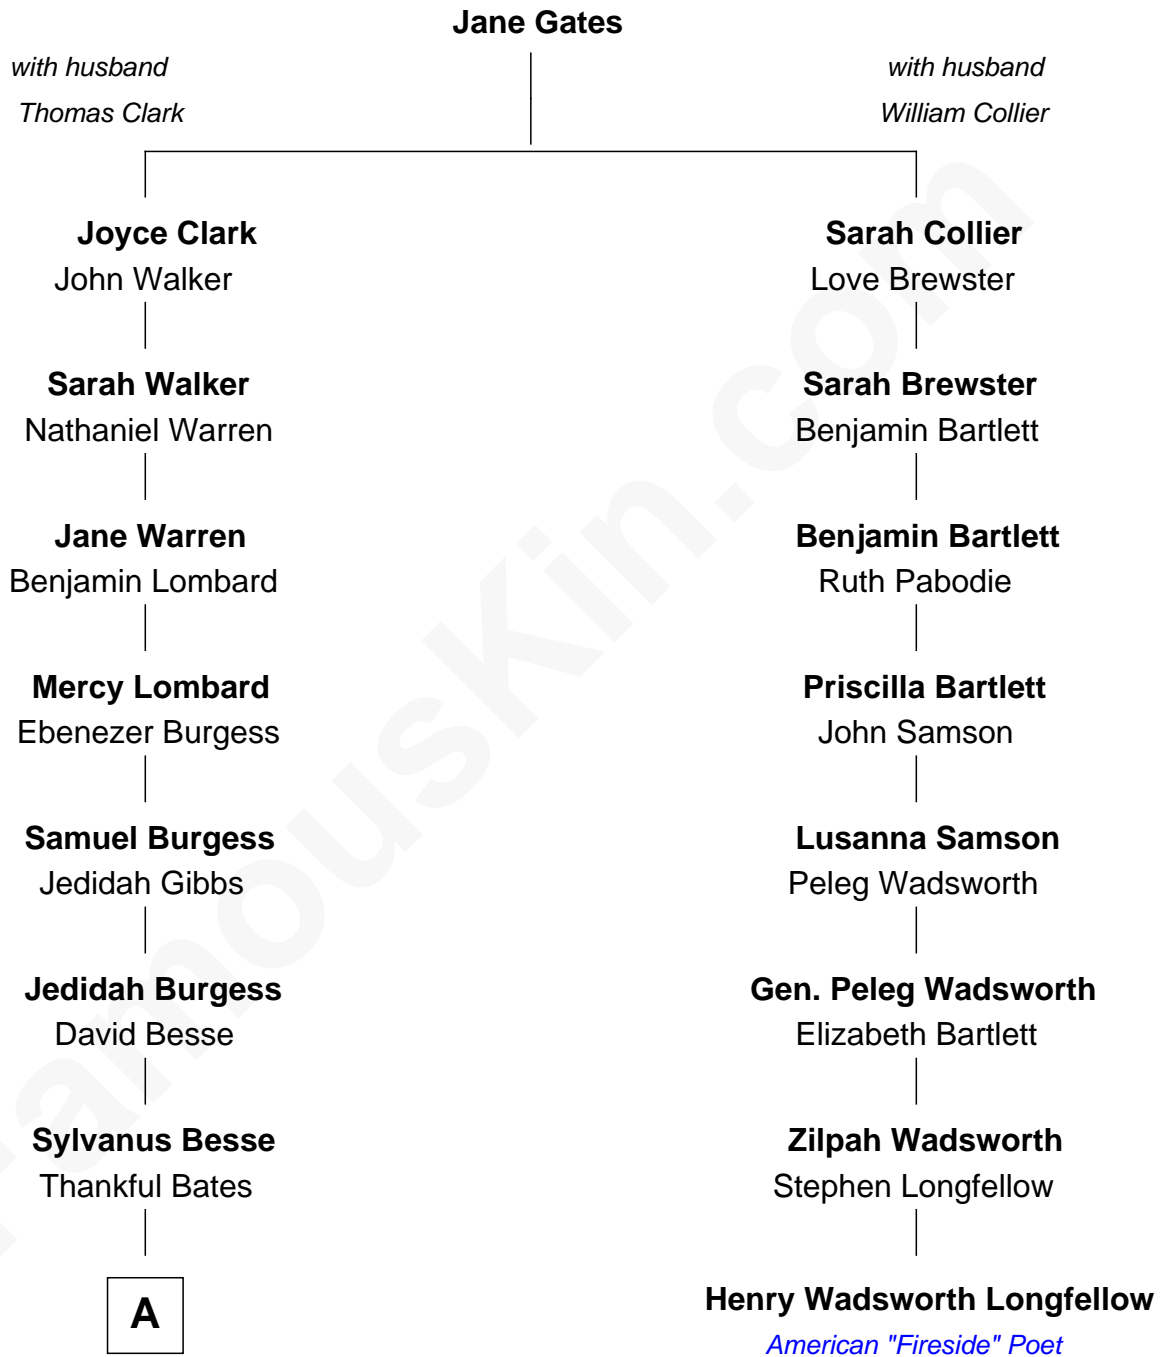 Jane Gates
with husband
Thomas Clark
with husband
William Collier
Joyce Clark
John Walker
Sarah Walker
Nathaniel Warren
Jane Warren
Benjamin Lombard
Mercy Lombard
Ebenezer Burgess
Samuel Burgess
Jedidah Gibbs
Jedidah Burgess
David Besse
Sylvanus Besse
Thankful Bates
A
Sarah Collier
Love Brewster
Sarah Brewster
Benjamin Bartlett
Benjamin Bartlett
Ruth Pabodie
Priscilla Bartlett
John Samson
Lusanna Samson
Peleg Wadsworth
Gen. Peleg Wadsworth
Elizabeth Bartlett
Zilpah Wadsworth
Stephen Longfellow
Henry Wadsworth Longfellow
American "Fireside" Poet
FamousKin.com